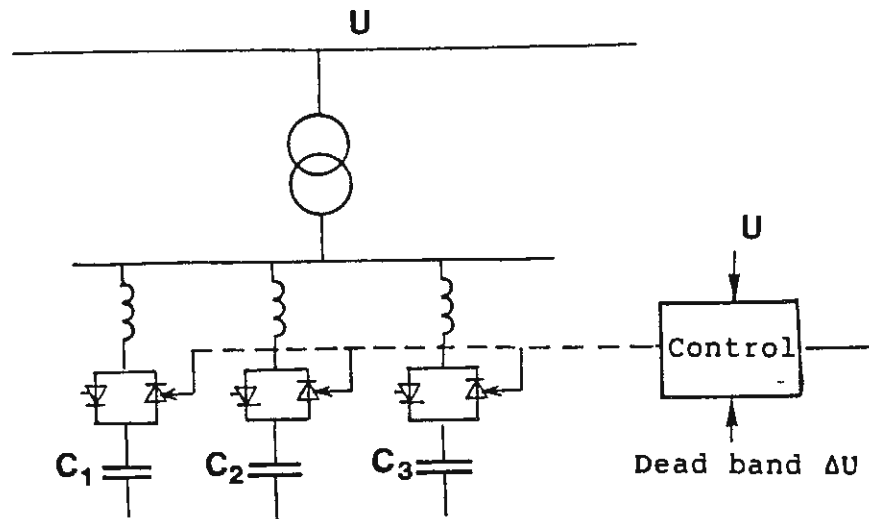 U
U
Control
C1
C2
C3
Dead band ΔU